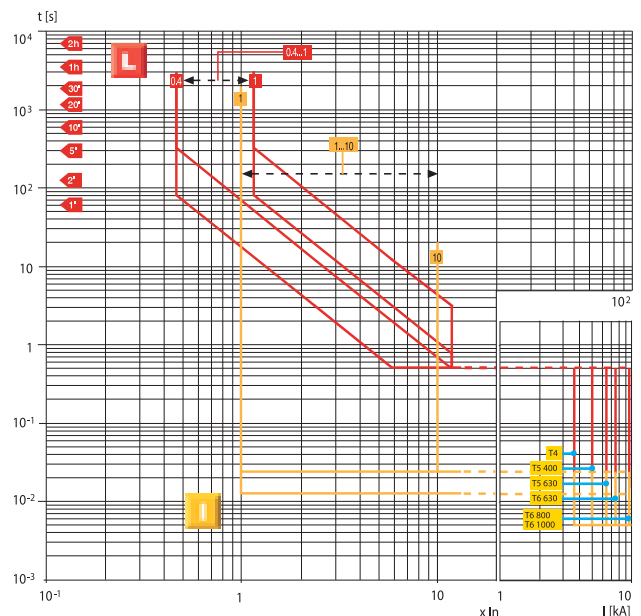 t [s]
10⁴
2h
L
0.4...1
1h
0,4
1
30'
20'
1
10³
10'
1...10
5'
2'
10²
1'
10
10
10²
1
10⁻¹
T4
T5 400
T5 630
10⁻²
I
T6 630
T6 800
T6 1000
10⁻³
10⁻¹
1
10
1
10
x In
I [kA]